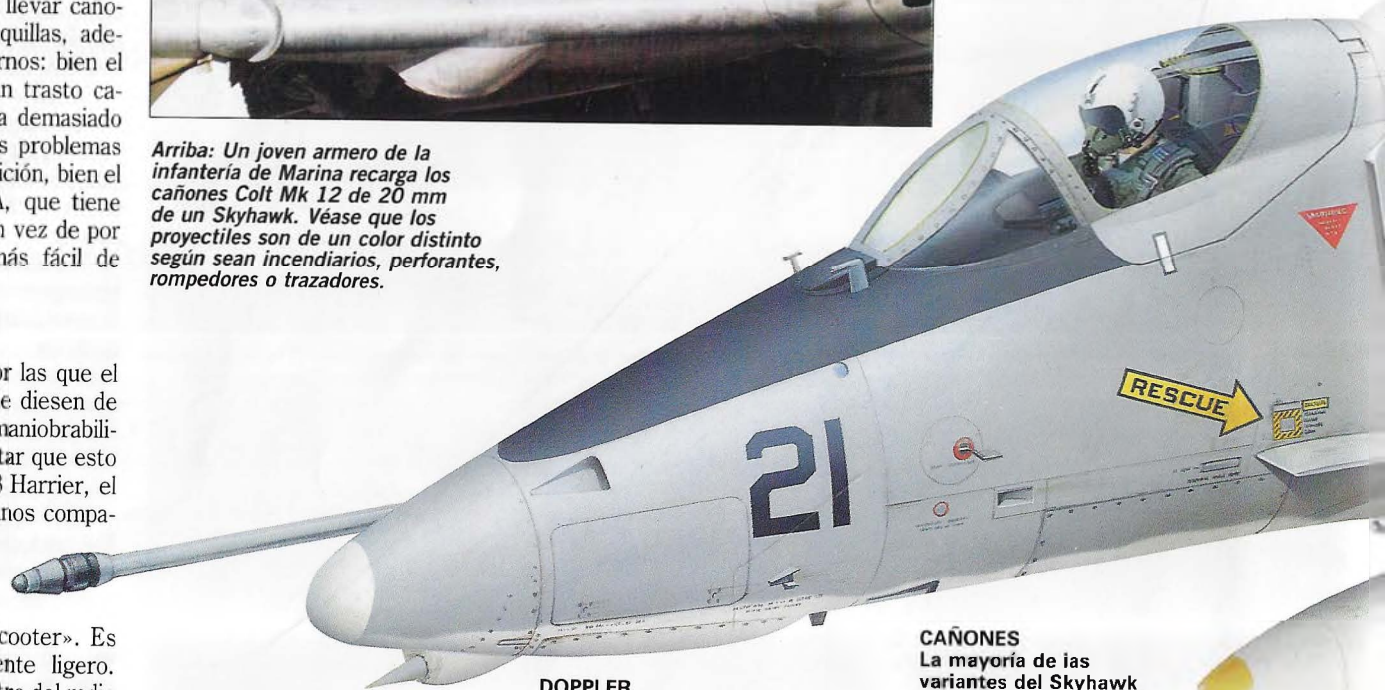 llevar caño-
quillas, ade-
rnos: bien el
n trasto ca-
a demasiado
s problemas
ición, bien el
A, que tiene
n vez de por
más fácil de
Arriba: Un joven armero de la
infantería de Marina recarga los
cañones Colt Mk 12 de 20 mm
de un Skyhawk. Véase que los
proyectiles son de un color distinto
según sean incendiarios, perforantes,
rompedores o trazadores.
or las que el
e diesen de
maniobrabili-
tar que esto
Harrier, el
nos compa-
cooter». Es
nte ligero.
RESCUE
21
DOPPLER
CAÑONES
La mayoría de las
variantes del Skyhawk